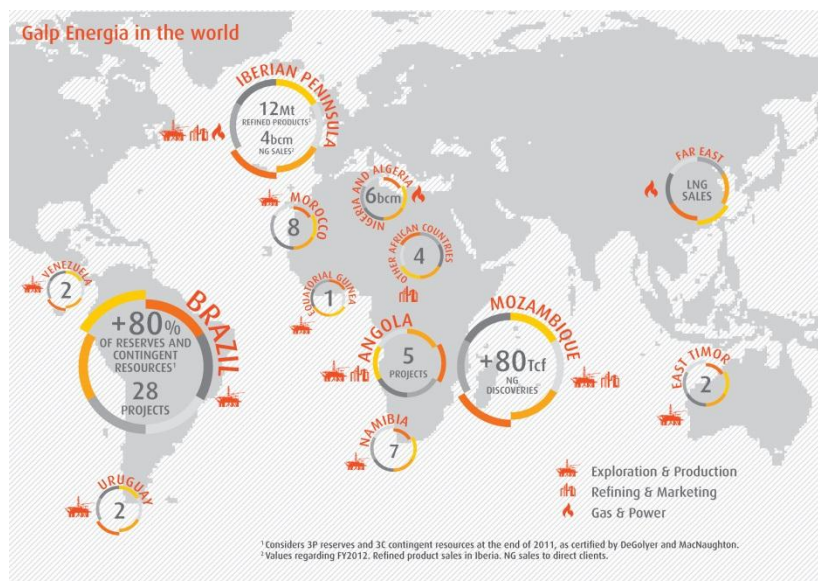 Galp Energia in the world
IBERIAN PENINSULA
12Mt
REFINED PRODUCTS²
4bcm
NG SALES²
NIGERIA AND ALGERIA
6bcm
FAR EAST
LNG
SALES
MOROCCO
8
OTHER AFRICAN COUNTRIES
4
VENEZUELA
2
EQUATORIAL GUINEA
1
BRAZIL
+80%
OF RESERVES AND
CONTINGENT
RESOURCES¹
28
PROJECTS
ANGOLA
5
PROJECTS
MOZAMBIQUE
+80Tcf
NG
DISCOVERIES
EAST TIMOR
2
NAMIBIA
7
URUGUAY
2
Exploration & Production
Refining & Marketing
Gas & Power
¹ Considers 3P reserves and 3C contingent resources at the end of 2011, as certified by DeGolyer and MacNaughton.
² Values regarding FY2012. Refined product sales in Iberia. NG sales to direct clients.